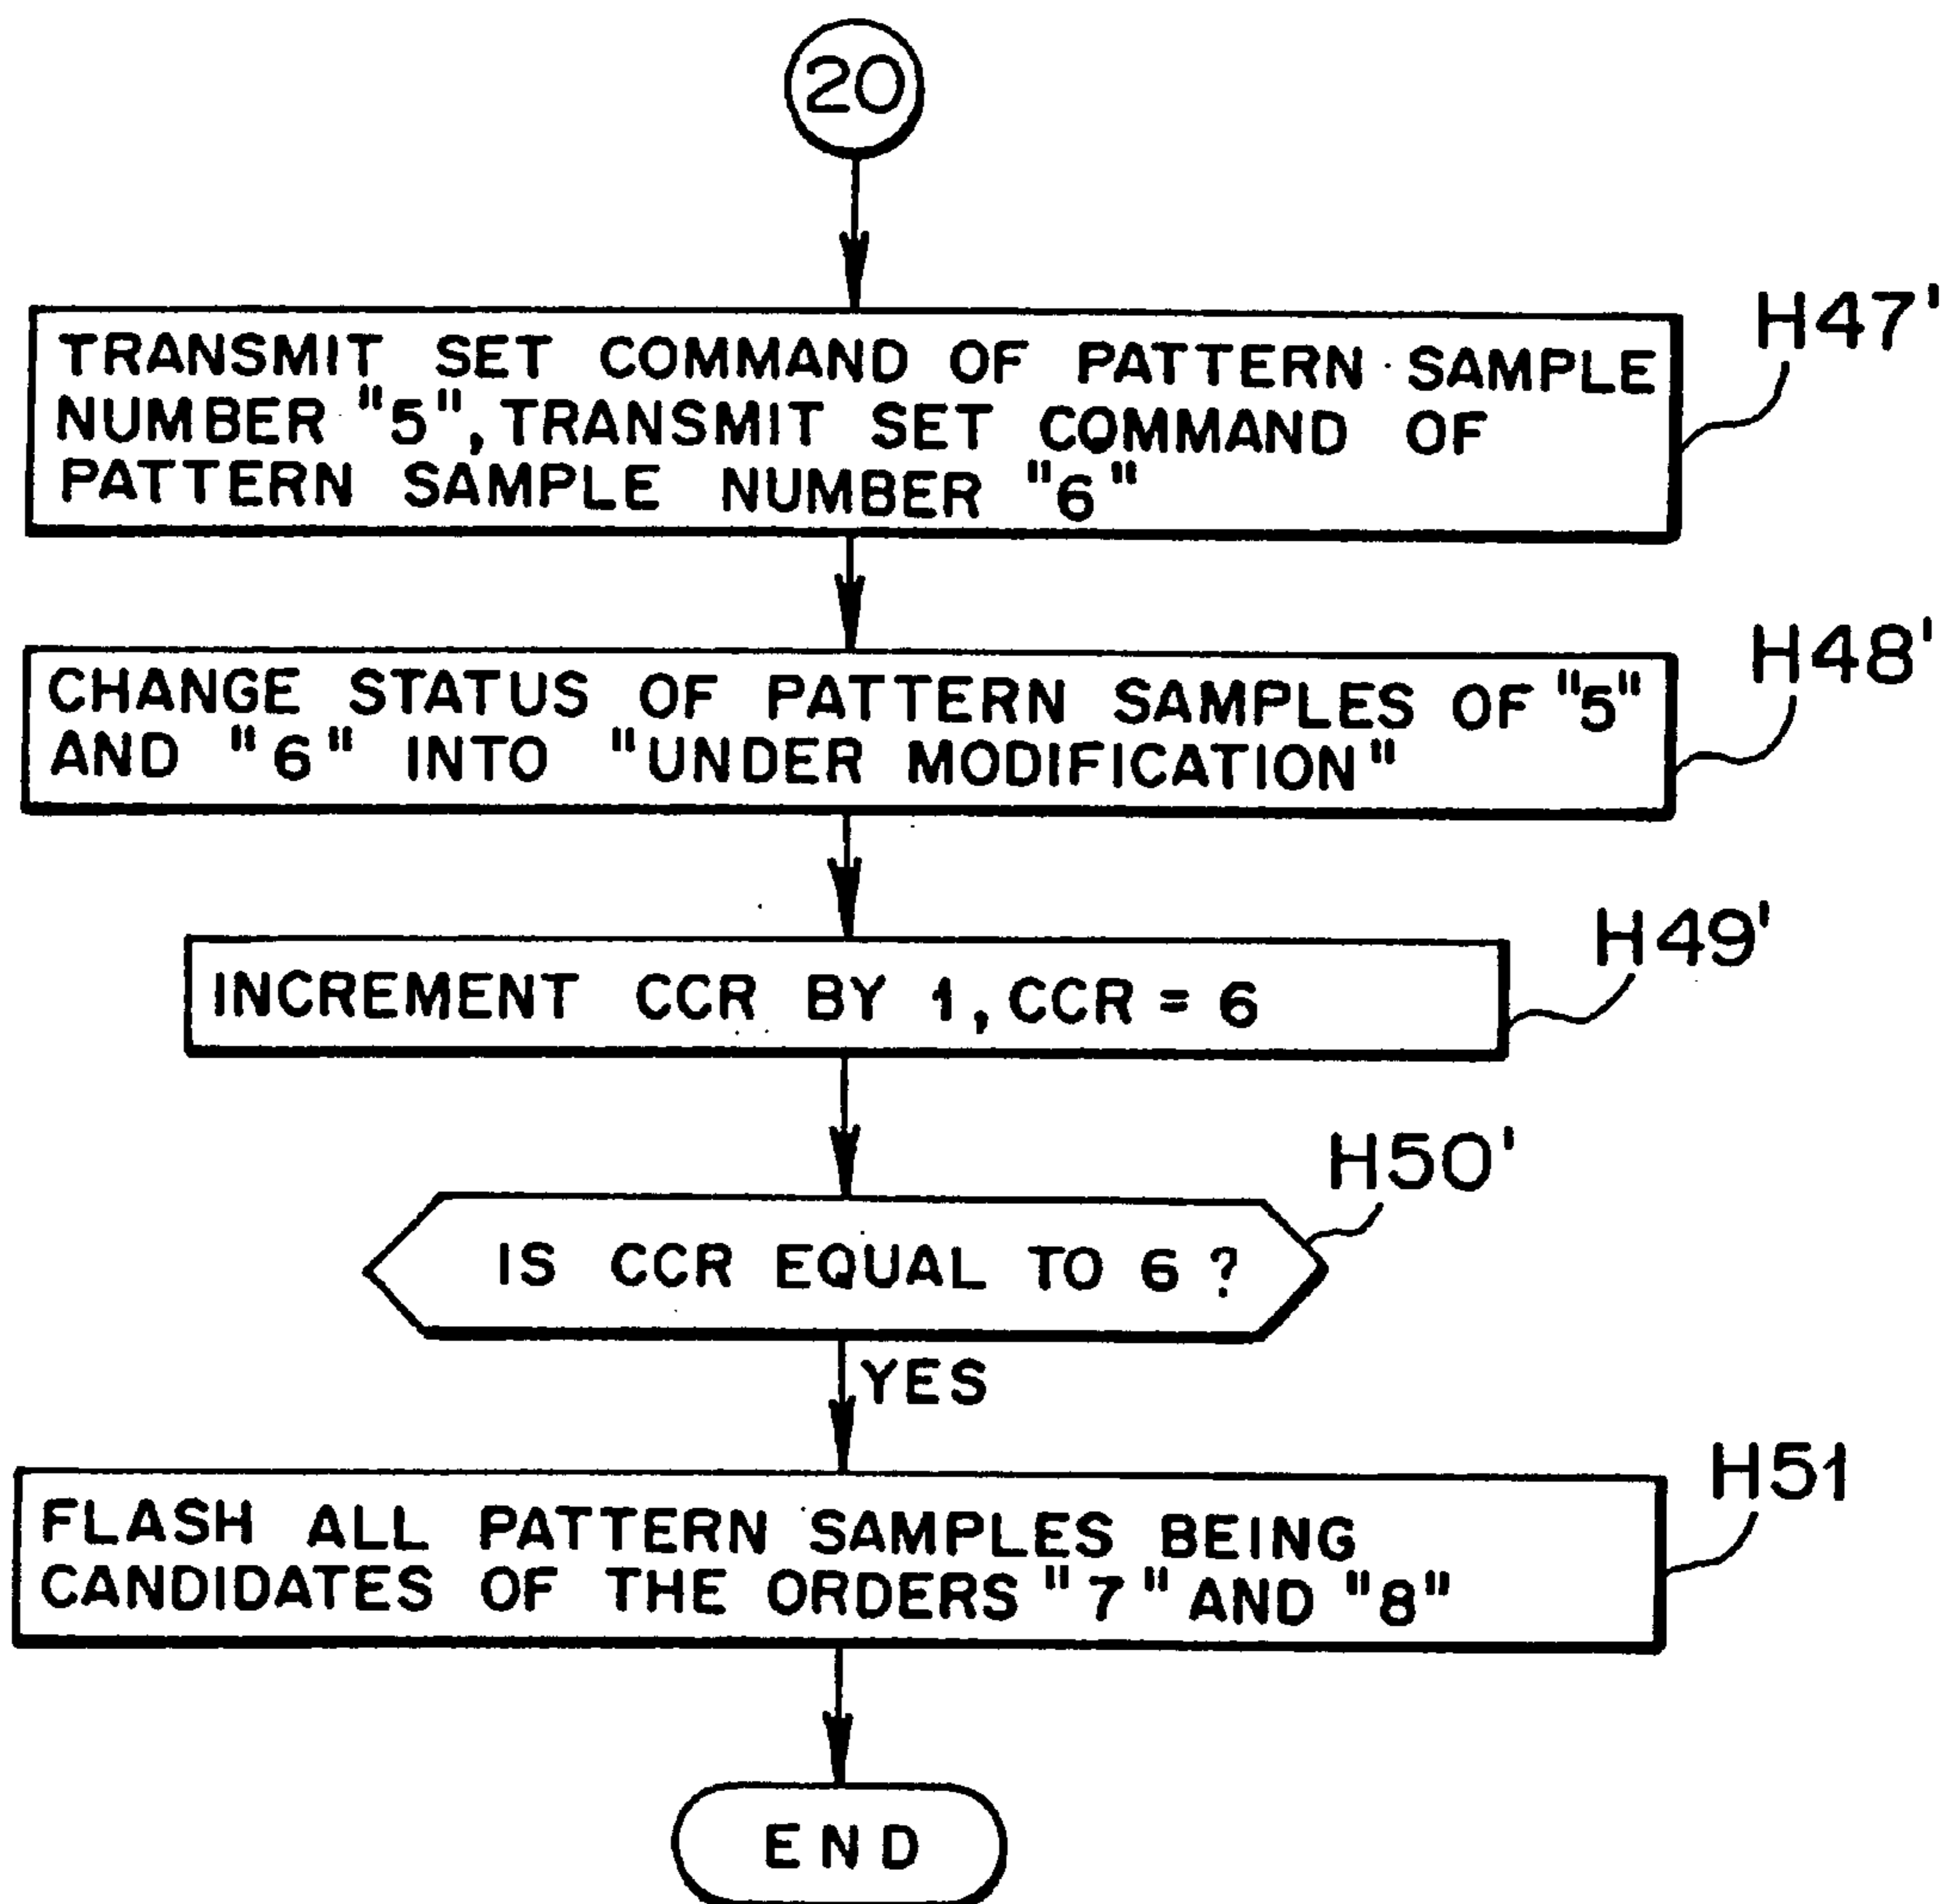 20
H47'
TRANSMIT SET COMMAND OF PATTERN SAMPLE
NUMBER "5", TRANSMIT SET COMMAND OF
PATTERN SAMPLE NUMBER "6"
H48'
CHANGE STATUS OF PATTERN SAMPLES OF "5"
AND "6" INTO "UNDER MODIFICATION"
H49'
INCREMENT CCR BY 1, CCR = 6
H50'
IS CCR EQUAL TO 6 ?
YES
H51
FLASH ALL PATTERN SAMPLES BEING
CANDIDATES OF THE ORDERS "7" AND "8"
END